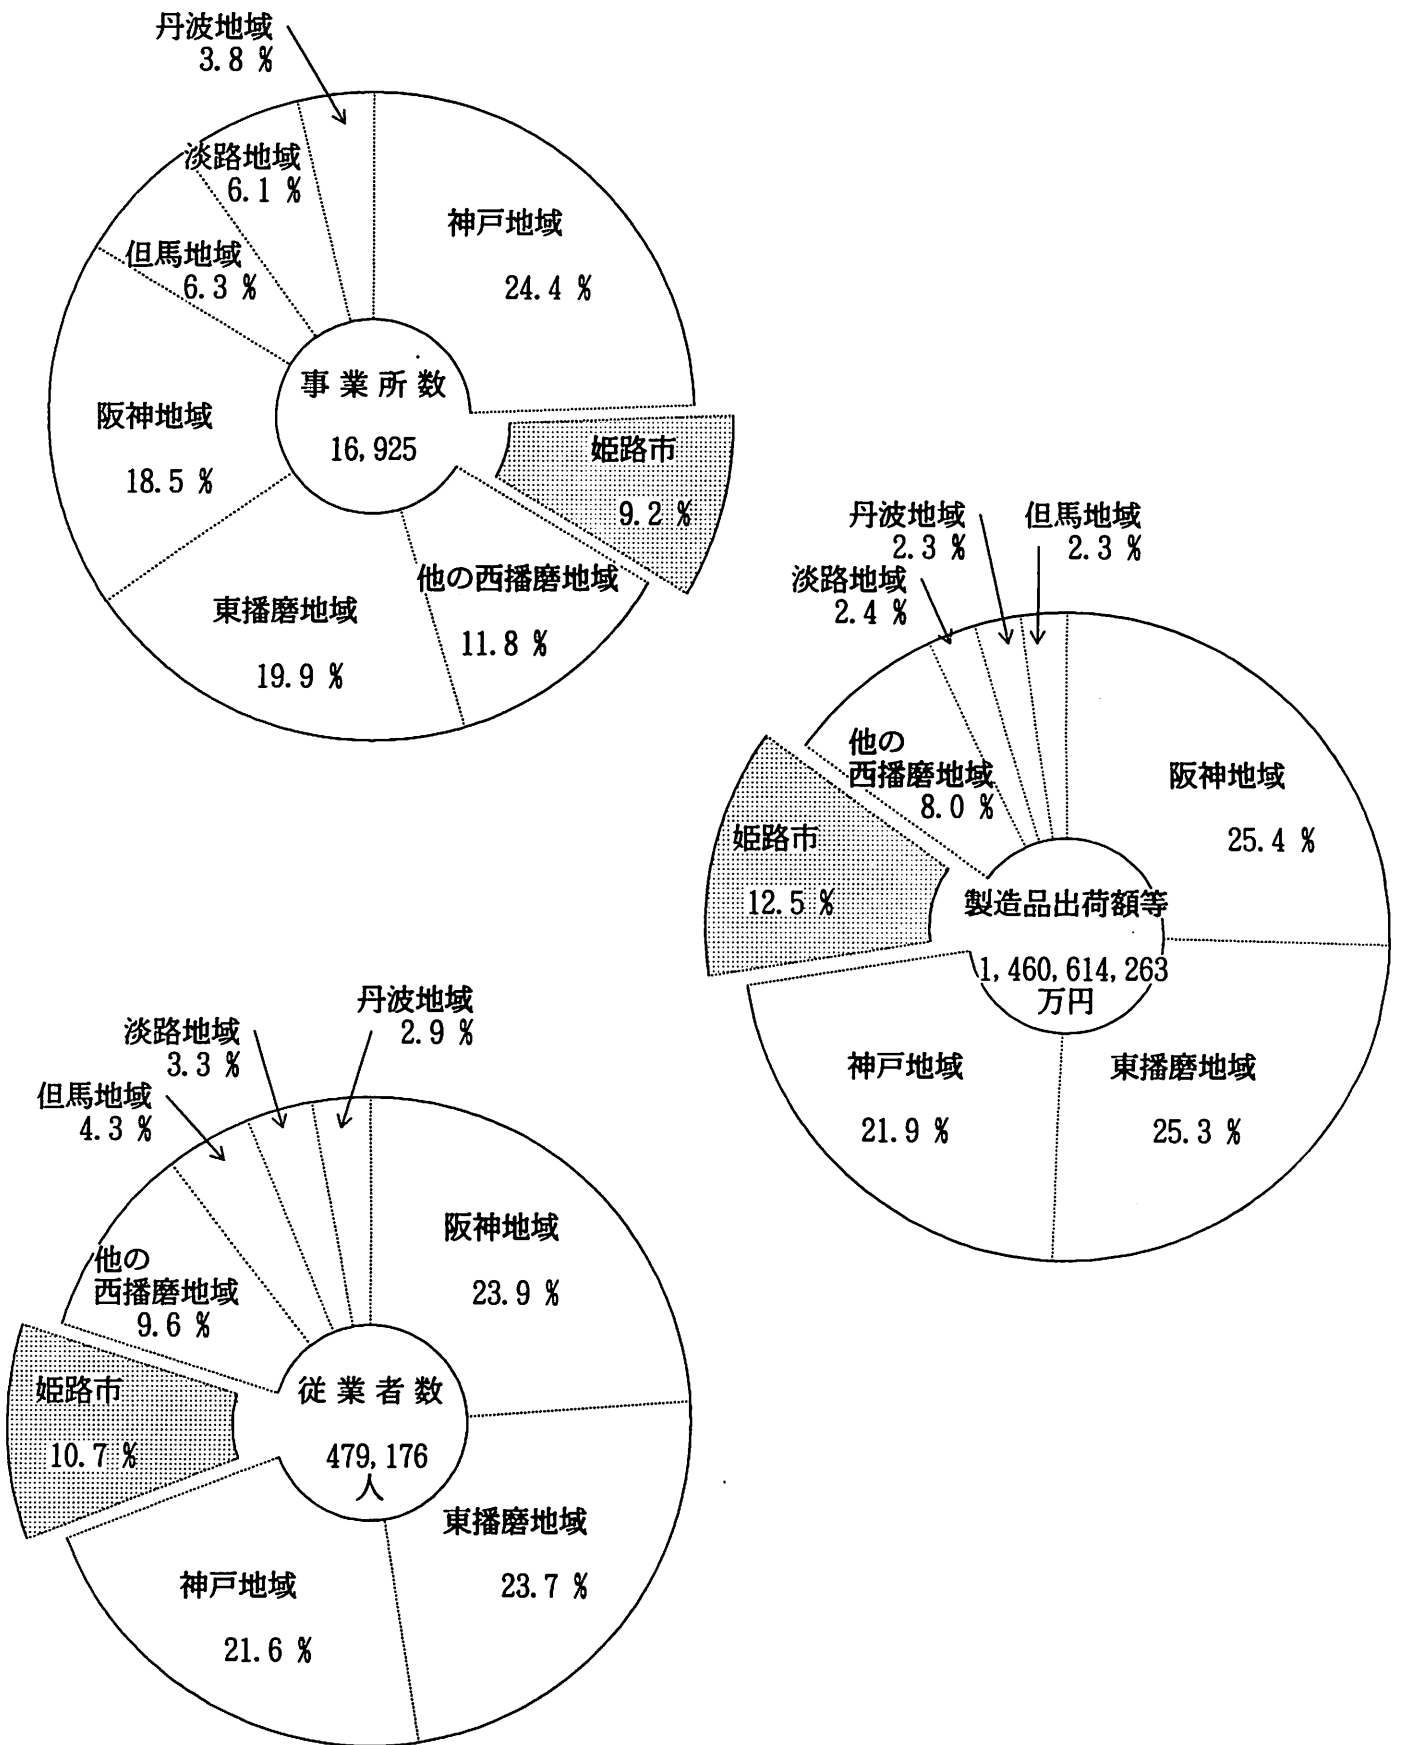 丹波地域
3.8 %
淡路地域
6.1 %
神戸地域
24.4 %
但馬地域
6.3 %
事業所数
16,925
阪神地域
18.5 %
姫路市
9.2 %
他の西播磨地域
11.8 %
東播磨地域
19.9 %
丹波地域
2.3 %
但馬地域
2.3 %
淡路地域
2.4 %
他の
西播磨地域
8.0 %
阪神地域
25.4 %
姫路市
12.5 %
製造品出荷額等
1,460,614,263
万円
神戸地域
21.9 %
東播磨地域
25.3 %
丹波地域
2.9 %
淡路地域
3.3 %
但馬地域
4.3 %
阪神地域
23.9 %
他の
西播磨地域
9.6 %
姫路市
10.7 %
従業者数
479,176
人
東播磨地域
23.7 %
神戸地域
21.6 %